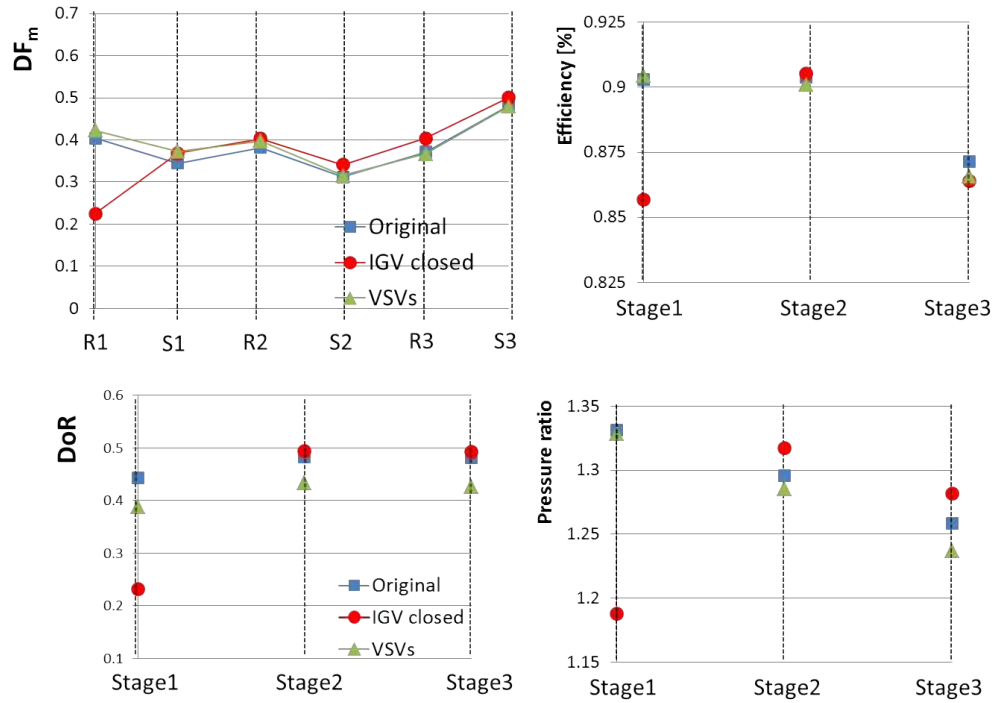 DFm
0.7
0.6
0.5
0.4
0.3
0.2
0.1
0
R1 S1 R2 S2 R3 S3
Original
IGV closed
VSVs
Efficiency [%]
0.925
0.9
0.875
0.85
0.825
Stage1 Stage2 Stage3
DoR
0.6
0.5
0.4
0.3
0.2
0.1
Stage1 Stage2 Stage3
Original
IGV closed
VSVs
Pressure ratio
1.35
1.3
1.25
1.2
1.15
Stage1 Stage2 Stage3